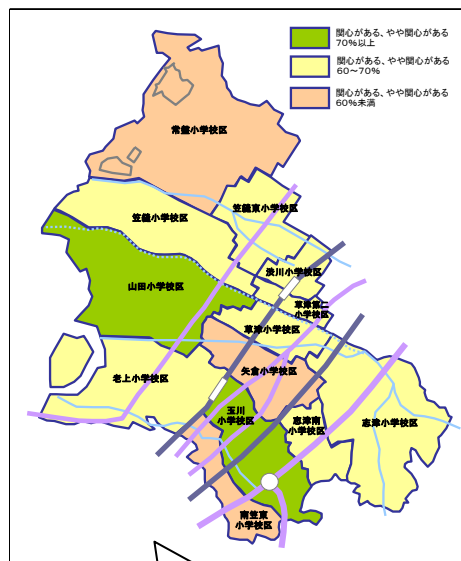 関心がある、やや関心がある
70％以上
関心がある、やや関心がある
60～70％
関心がある、やや関心がある
60％未満
常盤小学校区
笠縫東小学校区
笠縫小学校区
渋川小学校区
山田小学校区
草津第二
小学校区
草津小学校区
矢倉小学校区
老上小学校区
玉川
小学校区
志津南
小学校区
志津小学校区
南笠東
小学校区